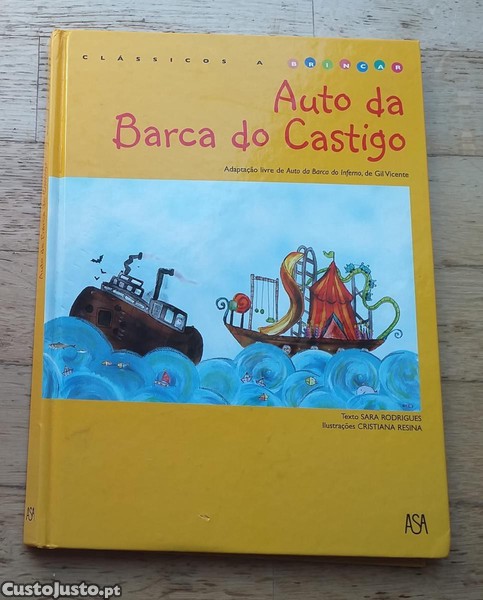 CLÁSSICOS A BRINCAR
Auto da
Barca do Castigo
Adaptação livre de Auto da Barca do Inferno, de Gil Vicente
Texto SARA RODRIGUES
Ilustrações CRISTIANA RESINA
ASA
ASA
CustoJusto.pt